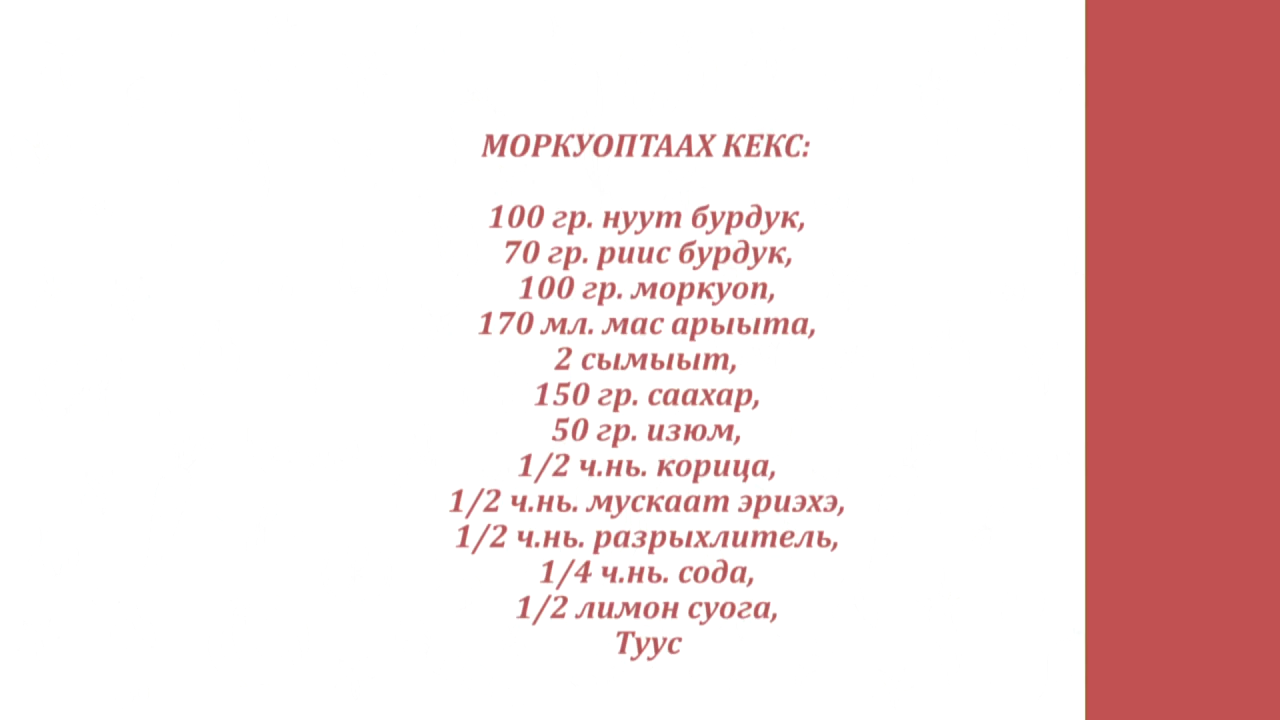 МОРКУОПТААХ КЕКС:
100 гр. нуут бурдук,
70 гр. риис бурдук,
100 гр. моркуоп,
170 мл. мас арыыта,
2 сымыыт,
150 гр. саахар,
50 гр. изюм,
1/2 ч.нь. корица,
1/2 ч.нь. мускаат эриэхэ,
1/2 ч.нь. разрыхлитель,
1/4 ч.нь. сода,
1/2 лимон суога,
Туус